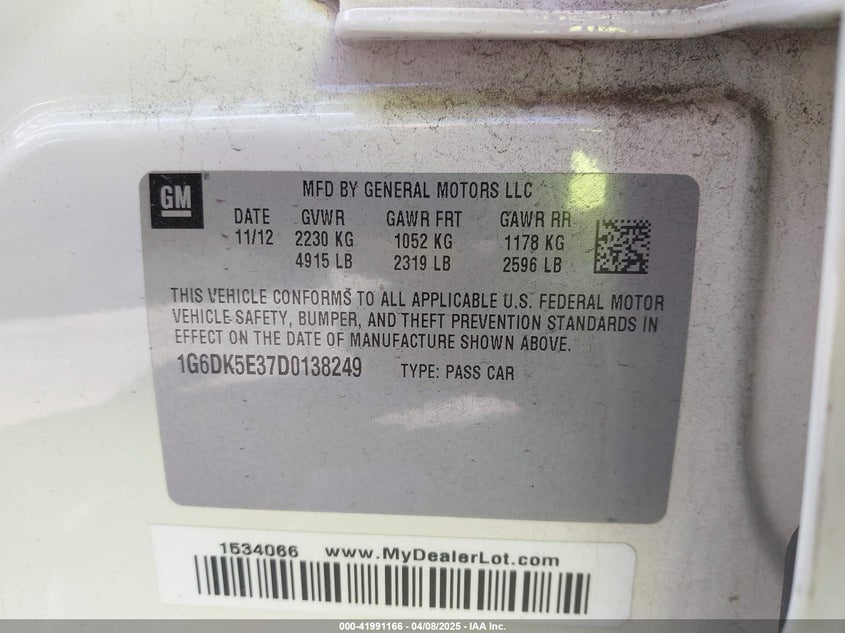 GM
MFD BY GENERAL MOTORS LLC
DATE GVWR GAWR FRT GAWR RR
11/12 2230 KG 1052 KG 1178 KG
4915 LB 2319 LB 2596 LB
THIS VEHICLE CONFORMS TO ALL APPLICABLE U.S. FEDERAL MOTOR
VEHICLE SAFETY, BUMPER, AND THEFT PREVENTION STANDARDS IN
EFFECT ON THE DATE OF MANUFACTURE SHOWN ABOVE.
1G6DK5E37D0138249 TYPE: PASS CAR
1534066 www.MyDealerLot.com
000-41991166 - 04/08/2025 - IAA Inc.